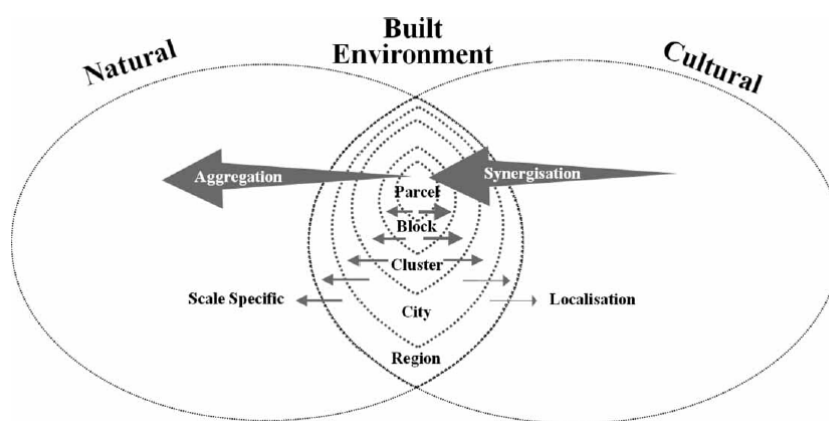 Natural
Built
Environment
Cultural
Aggregation
Synergisation
Parcel
Block
Cluster
Scale Specific
City
Localisation
Region